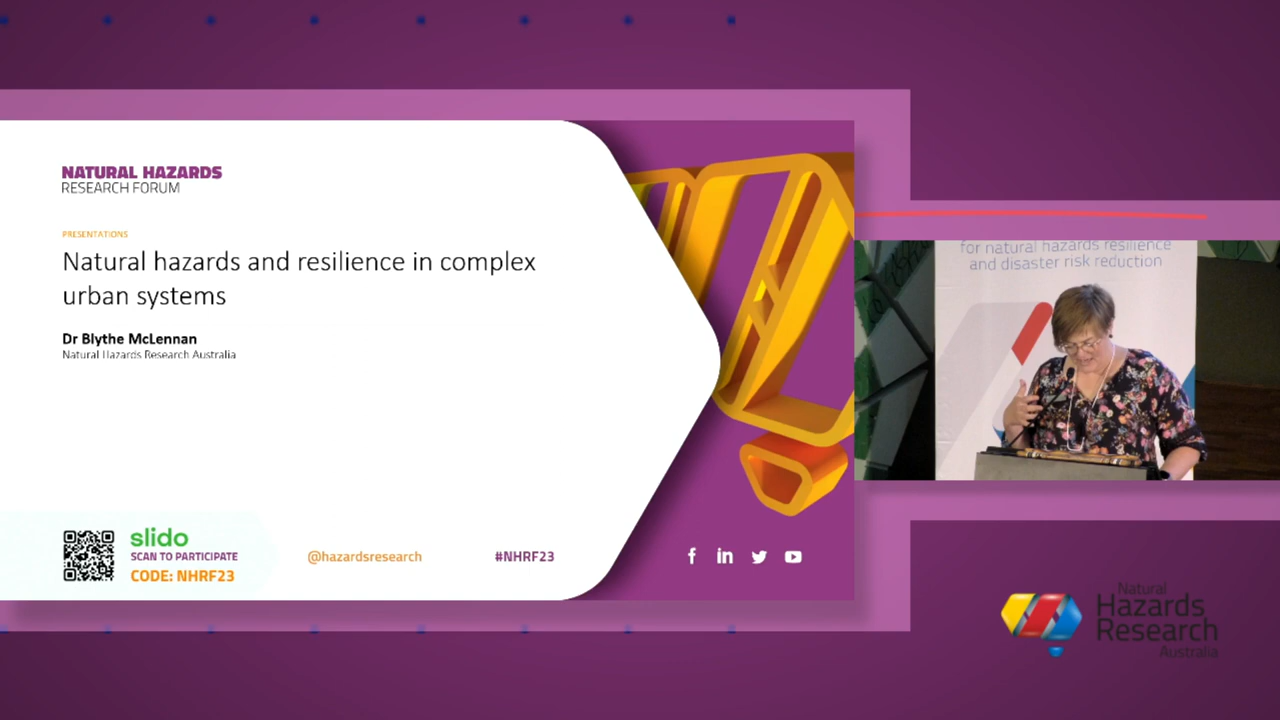 NATURAL HAZARDS
RESEARCH FORUM
PRESENTATIONS
Natural hazards and resilience in complex
urban systems
Dr Blythe McLennan
Natural Hazards Research Australia
slido
SCAN TO PARTICIPATE
CODE: NHRF23
@hazardsresearch
#NHRF23
for natural hazards resilience
and disaster risk reduction
Natural
Hazards
Research
Australia